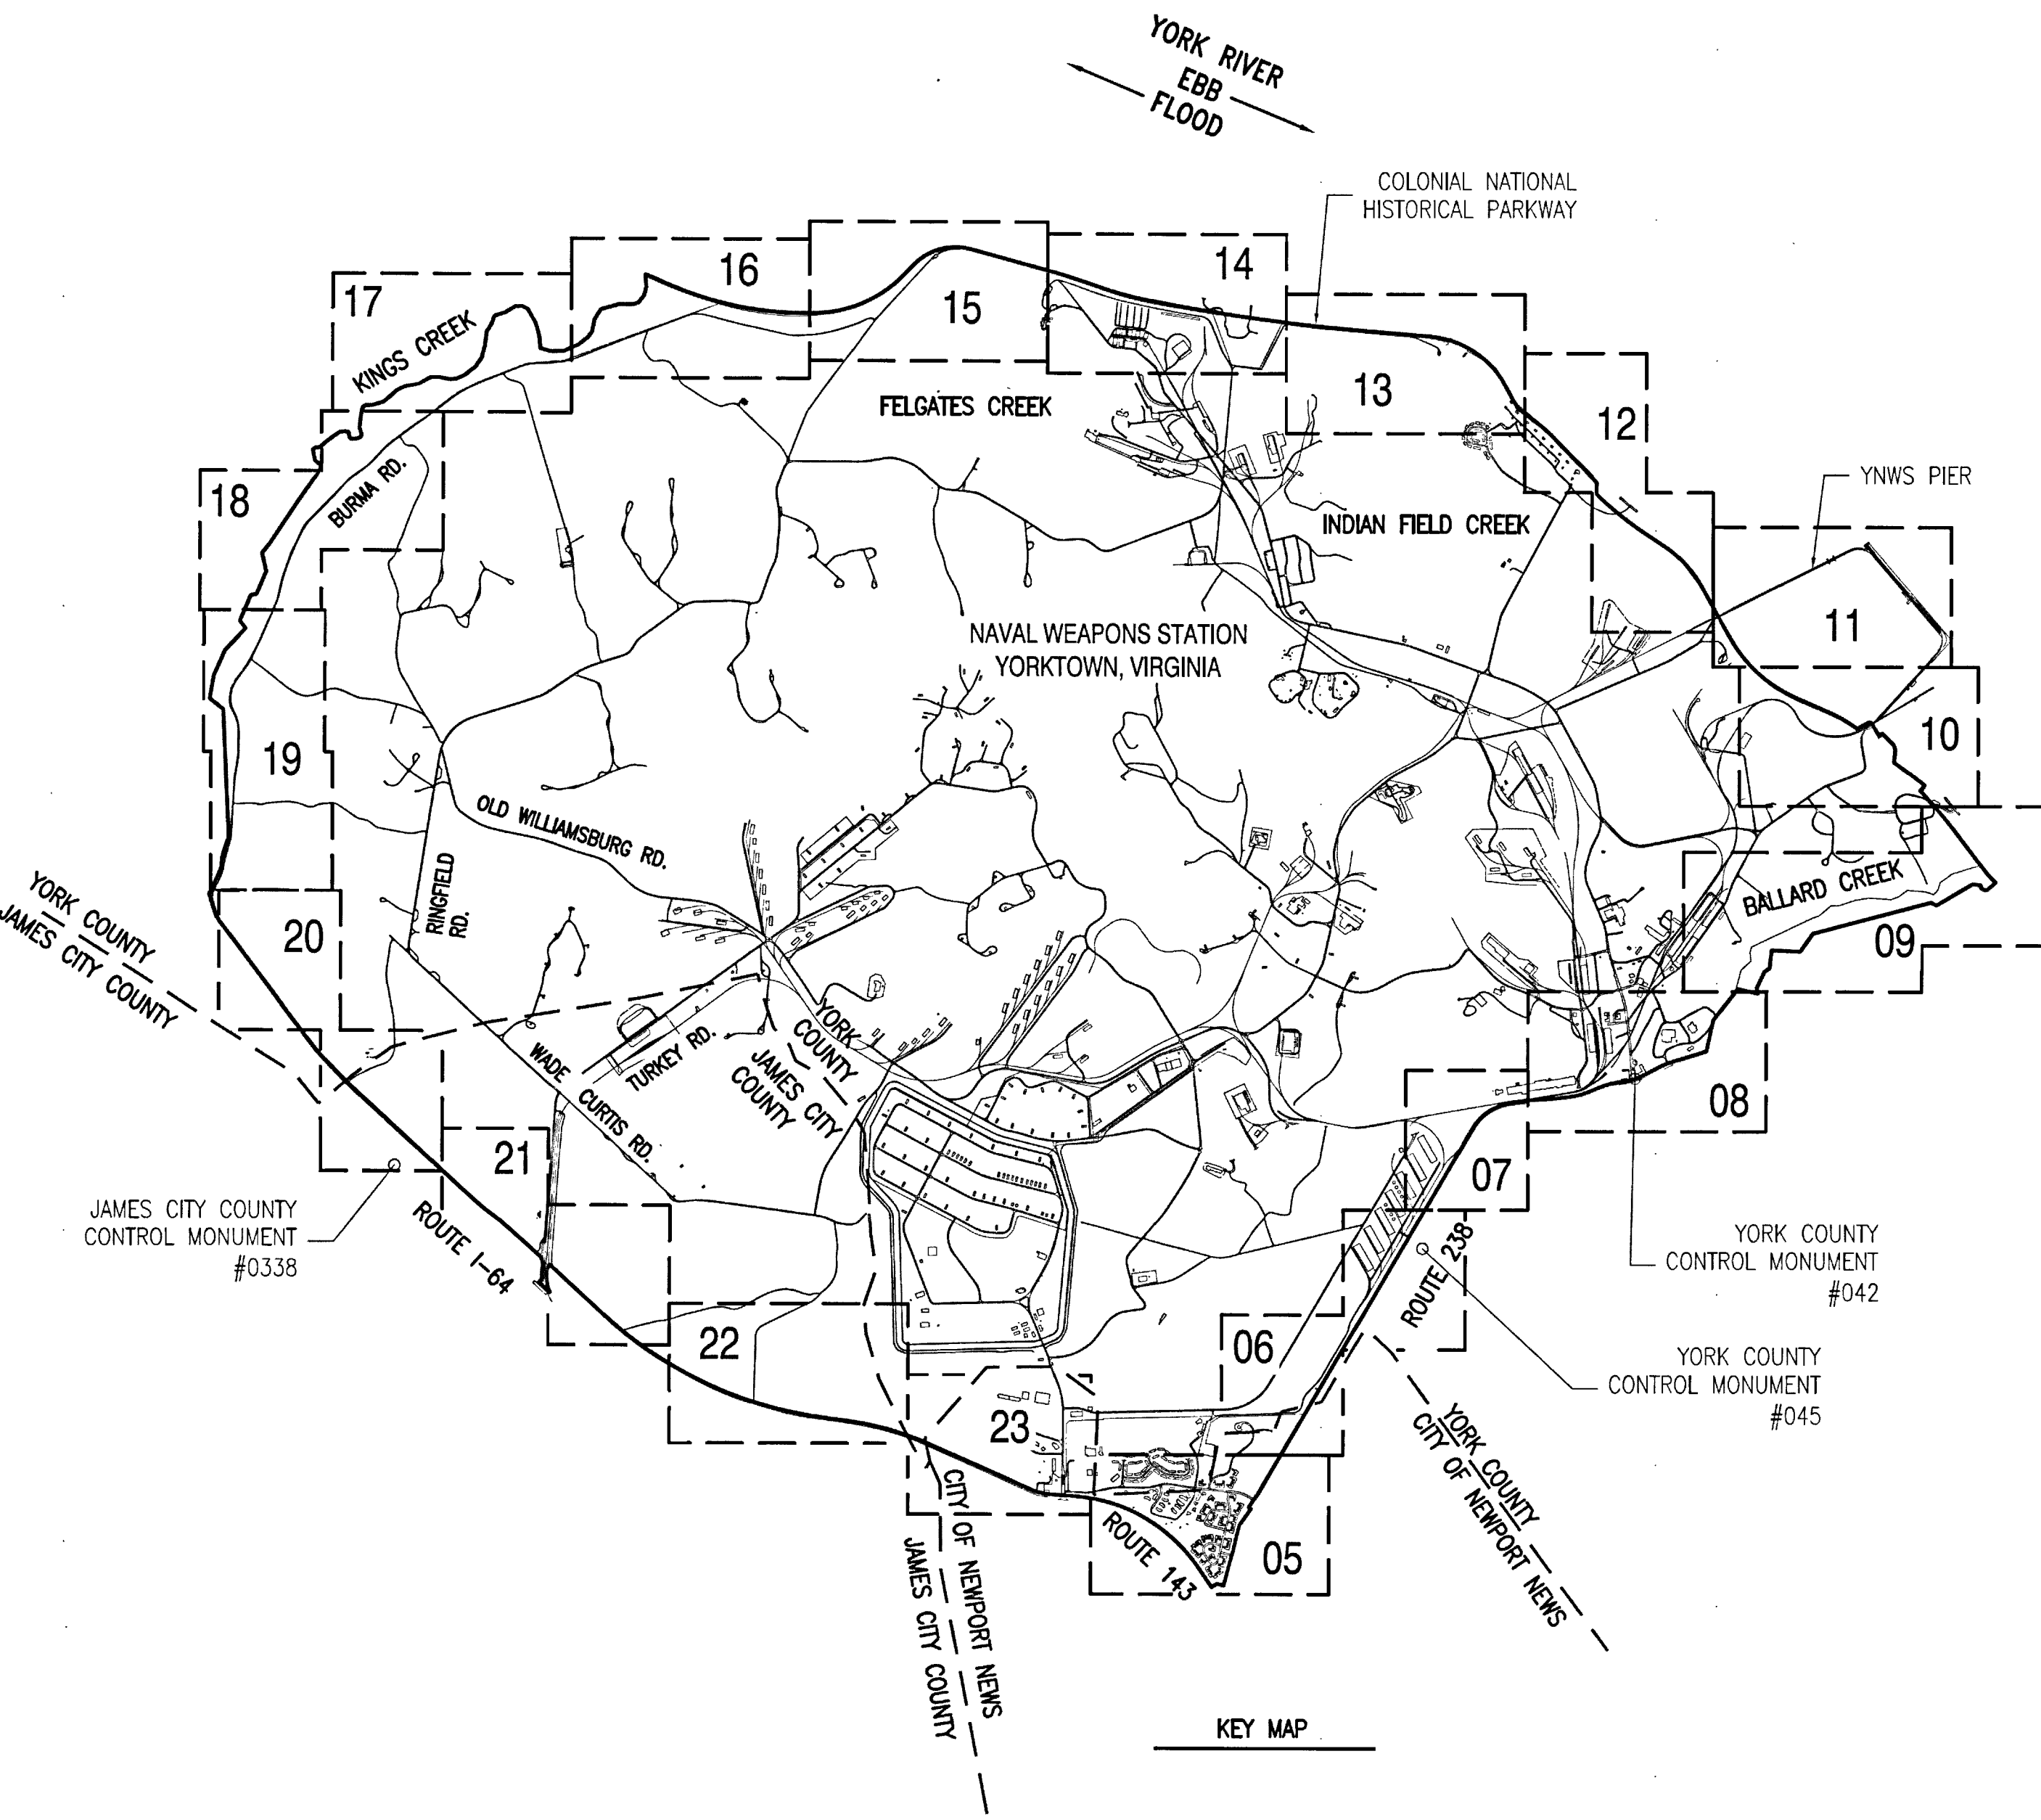 YORK RIVER
EBB
FLOOD
COLONIAL NATIONAL
HISTORICAL PARKWAY
16
14
17
15
KINGS CREEK
13
FELGATES CREEK
12
YNWS PIER
18
BURMA RD.
INDIAN FIELD CREEK
NAVAL WEAPONS STATION
YORKTOWN, VIRGINIA
11
10
19
OLD WILLIAMSBURG RD.
RINGFIELD
RD.
BALLARD CREEK
YORK COUNTY
JAMES CITY COUNTY
20
09
YORK
COUNTY
JAMES CITY
COUNTY
TURKEY RD.
WADE CURTIS RD.
08
21
07
JAMES CITY COUNTY
CONTROL MONUMENT
#0338
ROUTE I-64
ROUTE 238
YORK COUNTY
CONTROL MONUMENT
#042
22
06
YORK COUNTY
CONTROL MONUMENT
#045
23
YORK COUNTY
CITY OF NEWPORT NEWS
CITY OF NEWPORT NEWS
JAMES CITY COUNTY
ROUTE 143
05
KEY MAP